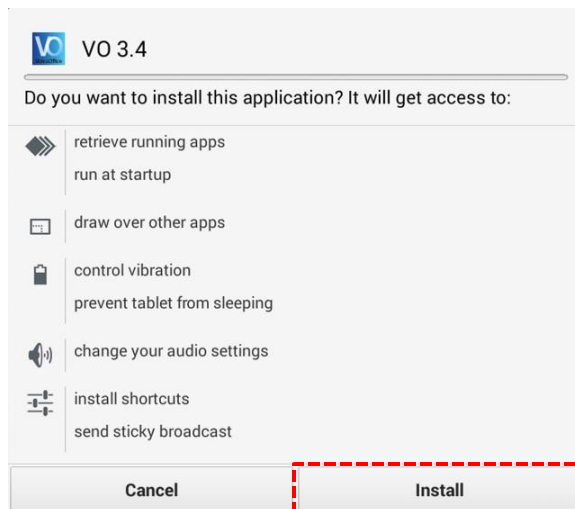 VO
VO 3.4
Do you want to install this application? It will get access to:
retrieve running apps
run at startup
draw over other apps
control vibration
prevent tablet from sleeping
change your audio settings
install shortcuts
send sticky broadcast
Cancel
Install